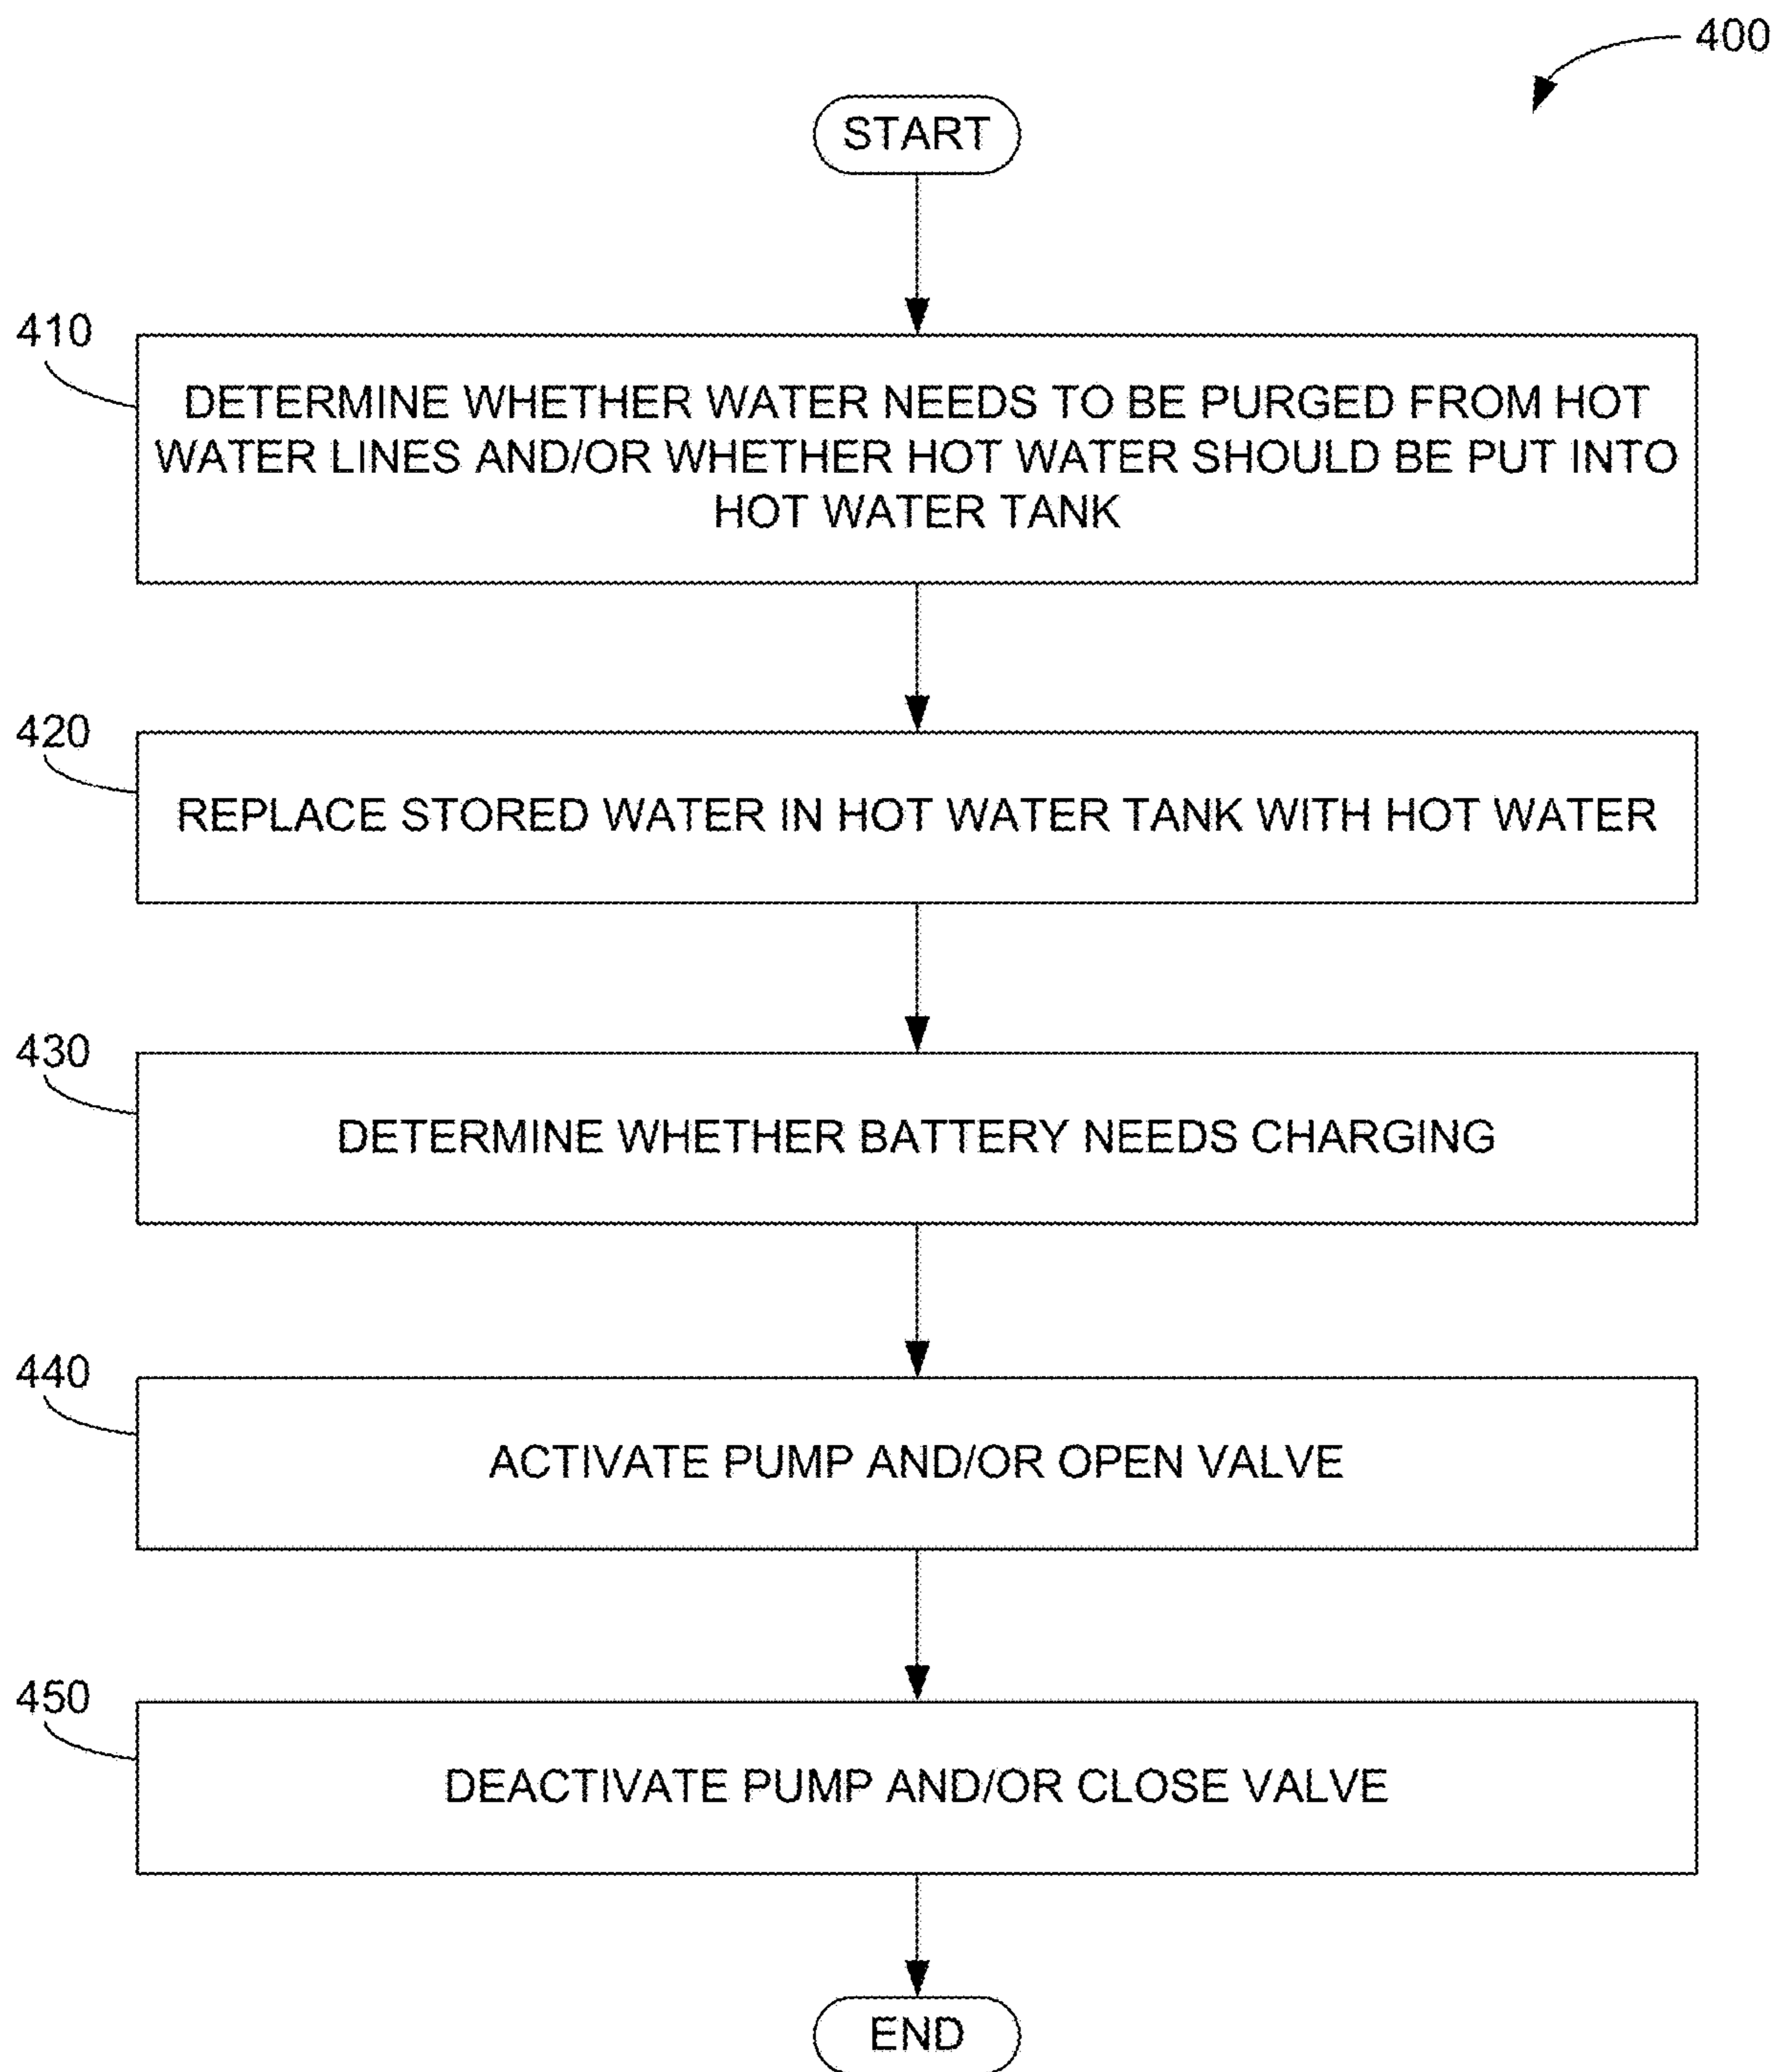 400
START
410
DETERMINE WHETHER WATER NEEDS TO BE PURGED FROM HOT
WATER LINES AND/OR WHETHER HOT WATER SHOULD BE PUT INTO
HOT WATER TANK
420
REPLACE STORED WATER IN HOT WATER TANK WITH HOT WATER
430
DETERMINE WHETHER BATTERY NEEDS CHARGING
440
ACTIVATE PUMP AND/OR OPEN VALVE
450
DEACTIVATE PUMP AND/OR CLOSE VALVE
END